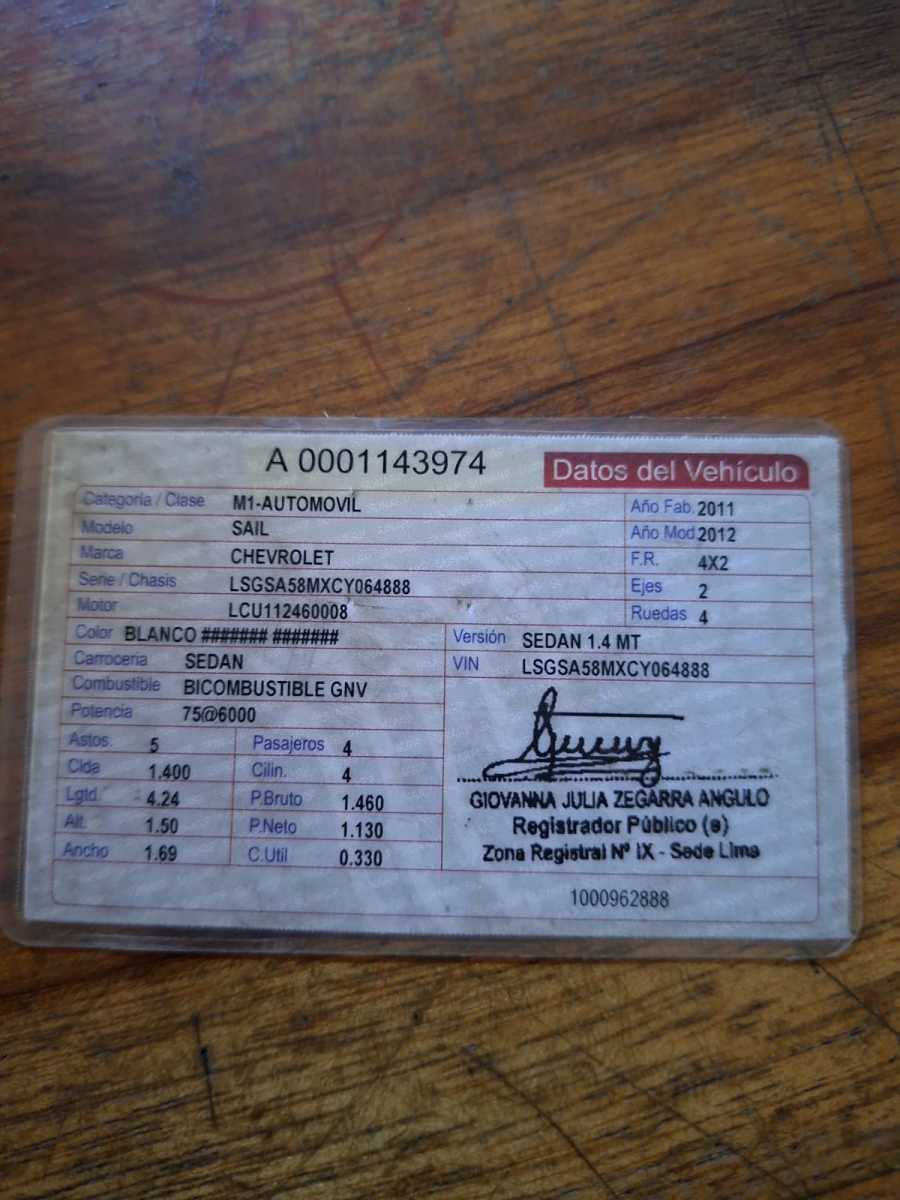 A 0001143974
Datos del Vehículo
Categoría / Clase M1-AUTOMOVIL Año Fab. 2011
Modelo SAIL Año Mod 2012
Marca CHEVROLET F.R. 4X2
Serie / Chasis LSGSA58MXCY064888 Ejes 2
Motor LCU112460008 Ruedas 4
Color BLANCO ####### ####### Versión SEDAN 1.4 MT
Carrocería SEDAN VIN LSGSA58MXCY064888
Combustible BICOMBUSTIBLE GNV
Potencia 75@6000
Astos. 5 Pasajeros 4
Clda 1.400 Cilin. 4
Lgtd. 4.24 P.Bruto 1.460
Alt. 1.50 P.Neto 1.130
Ancho 1.69 C.Util 0.330
GIOVANNA JULIA ZEGARRA ANGULO
Registrador Público (e)
Zona Registral Nº IX - Sede Lima
1000962888